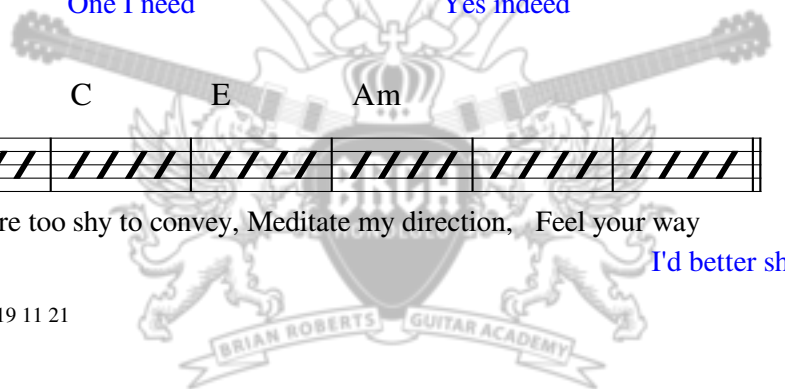 One I need Yes indeed
C E Am
re too shy to convey, Meditate my direction, Feel your way
I'd better sh
19 11 21
BRGA
BRIAN ROBERTS GUITAR ACADEMY